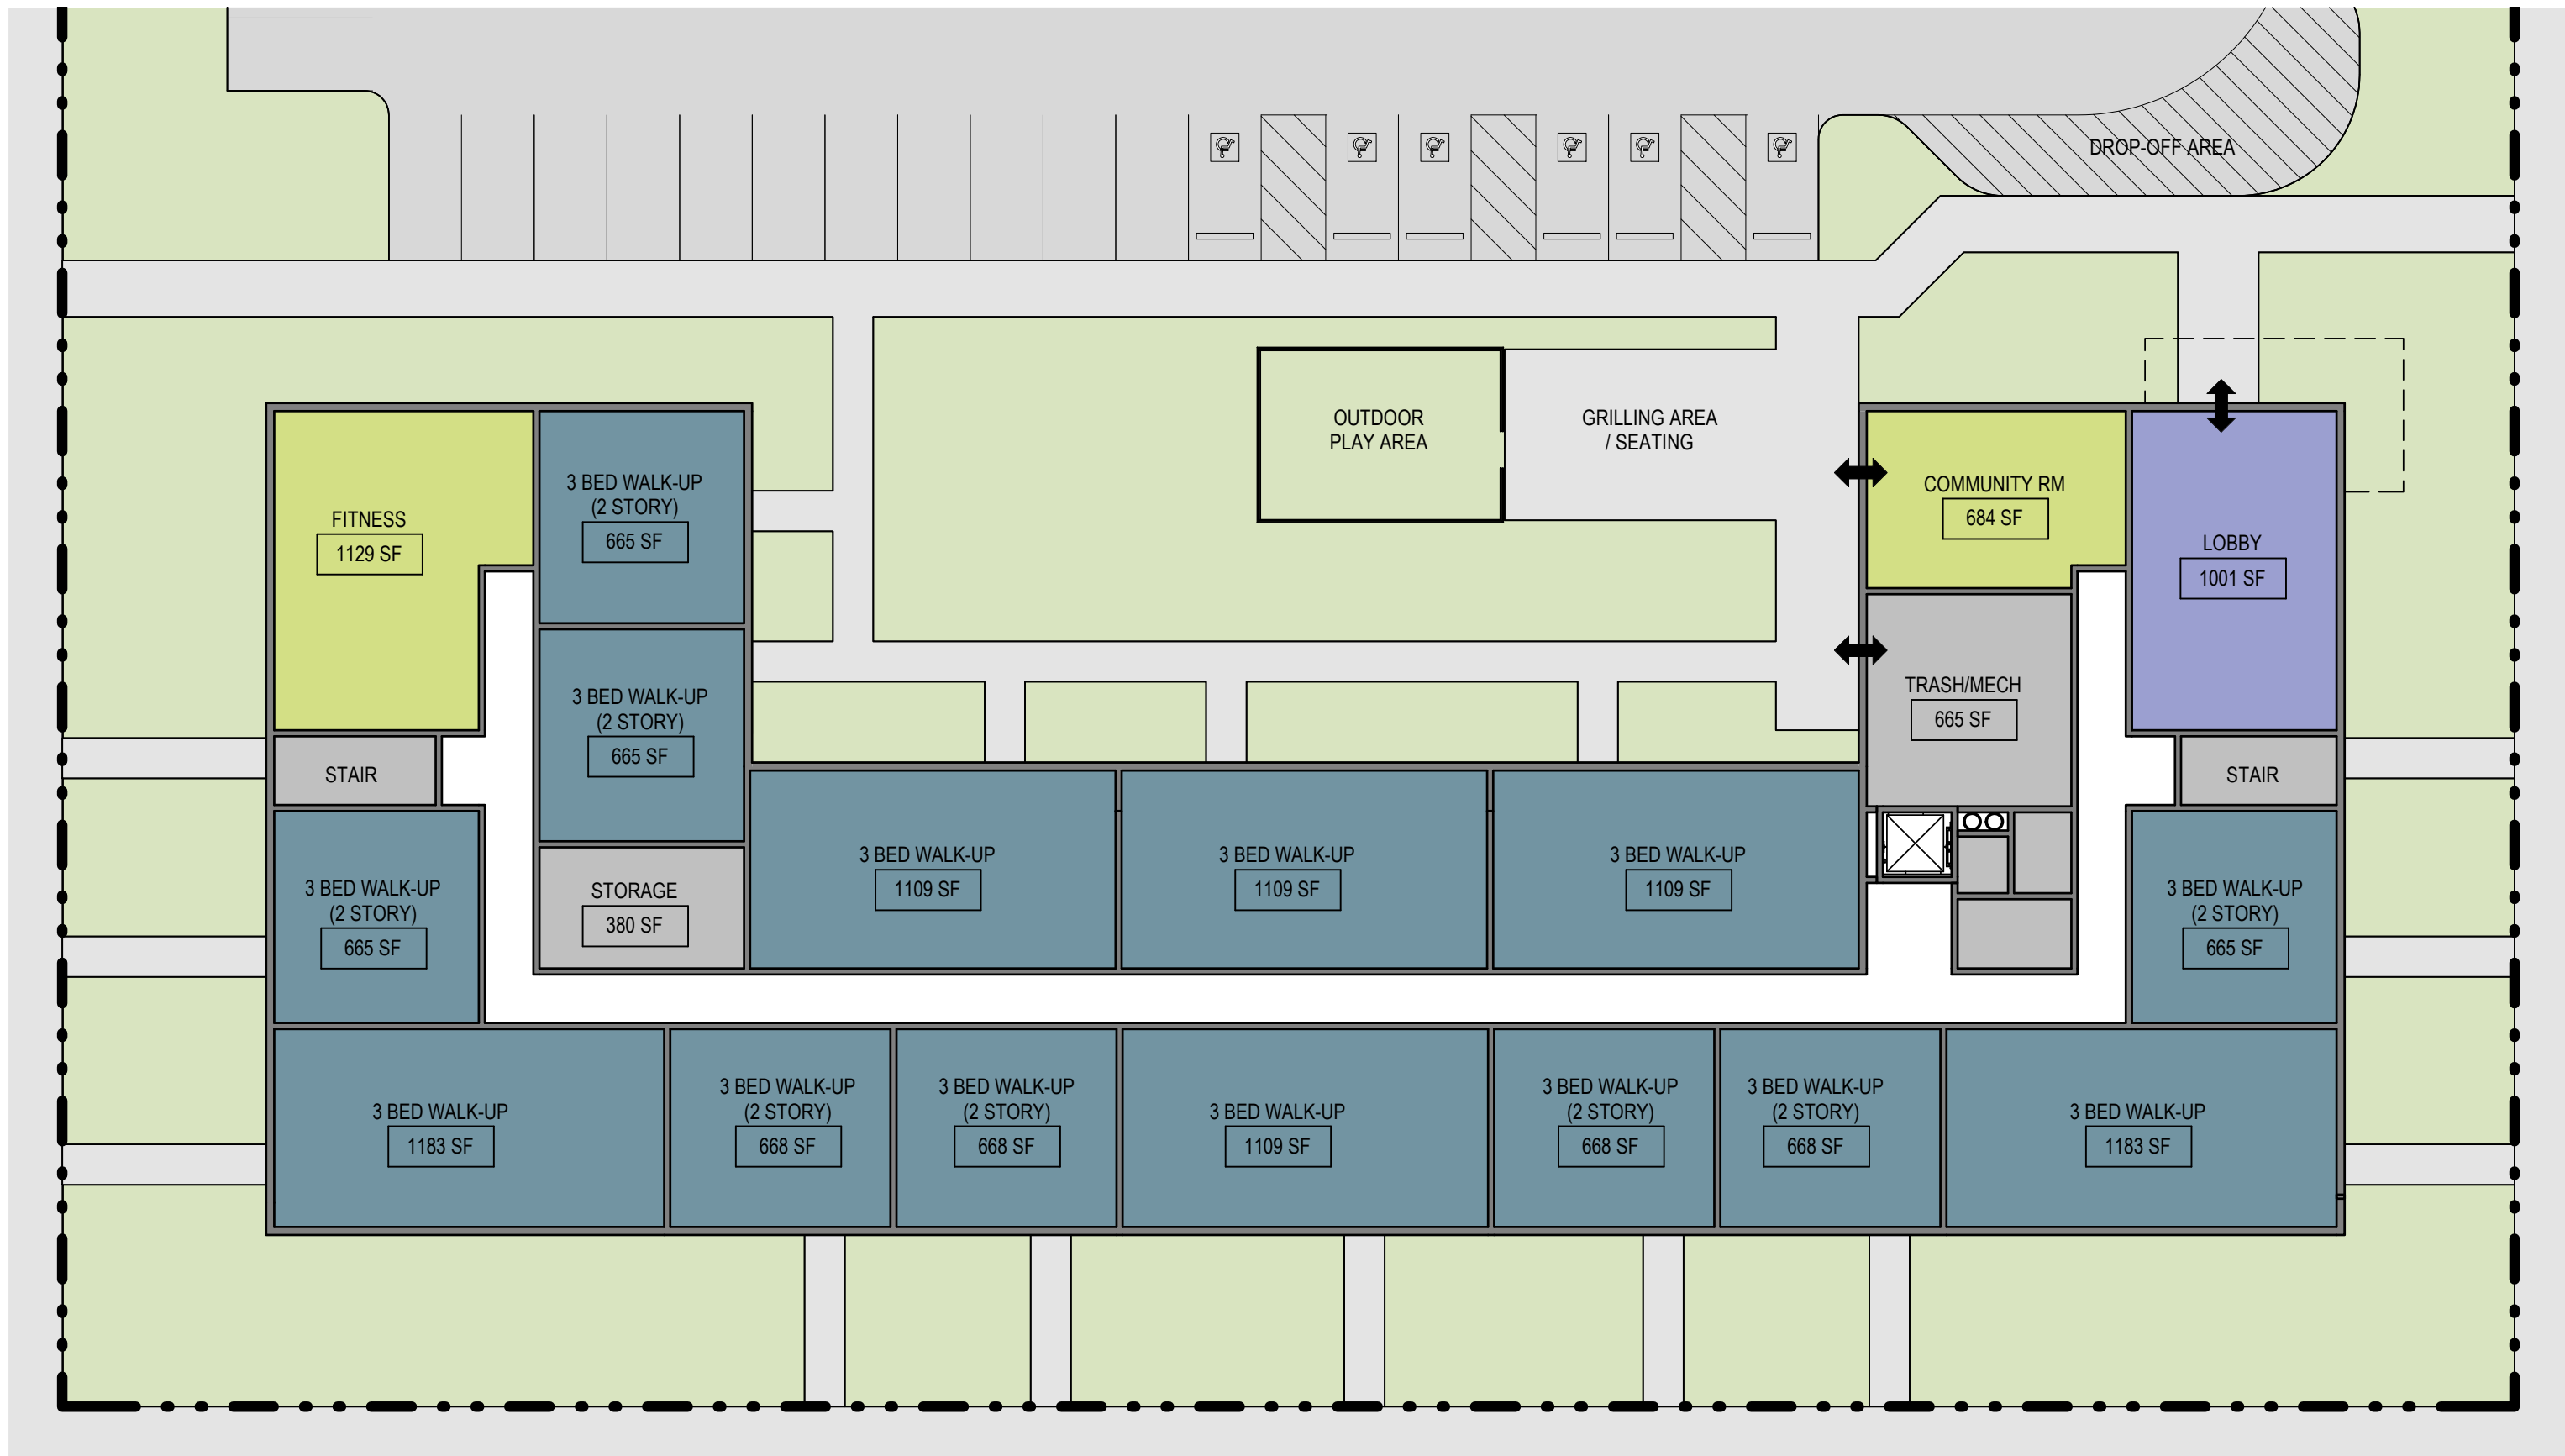 DROP-OFF AREA
OUTDOOR
PLAY AREA
GRILLING AREA
/ SEATING
FITNESS
1129 SF
3 BED WALK-UP
(2 STORY)
665 SF
COMMUNITY RM
684 SF
LOBBY
1001 SF
3 BED WALK-UP
(2 STORY)
665 SF
TRASH/MECH
665 SF
STAIR
STAIR
3 BED WALK-UP
(2 STORY)
665 SF
STORAGE
380 SF
3 BED WALK-UP
1109 SF
3 BED WALK-UP
1109 SF
3 BED WALK-UP
1109 SF
3 BED WALK-UP
(2 STORY)
665 SF
3 BED WALK-UP
1183 SF
3 BED WALK-UP
(2 STORY)
668 SF
3 BED WALK-UP
(2 STORY)
668 SF
3 BED WALK-UP
1109 SF
3 BED WALK-UP
(2 STORY)
668 SF
3 BED WALK-UP
(2 STORY)
668 SF
3 BED WALK-UP
1183 SF